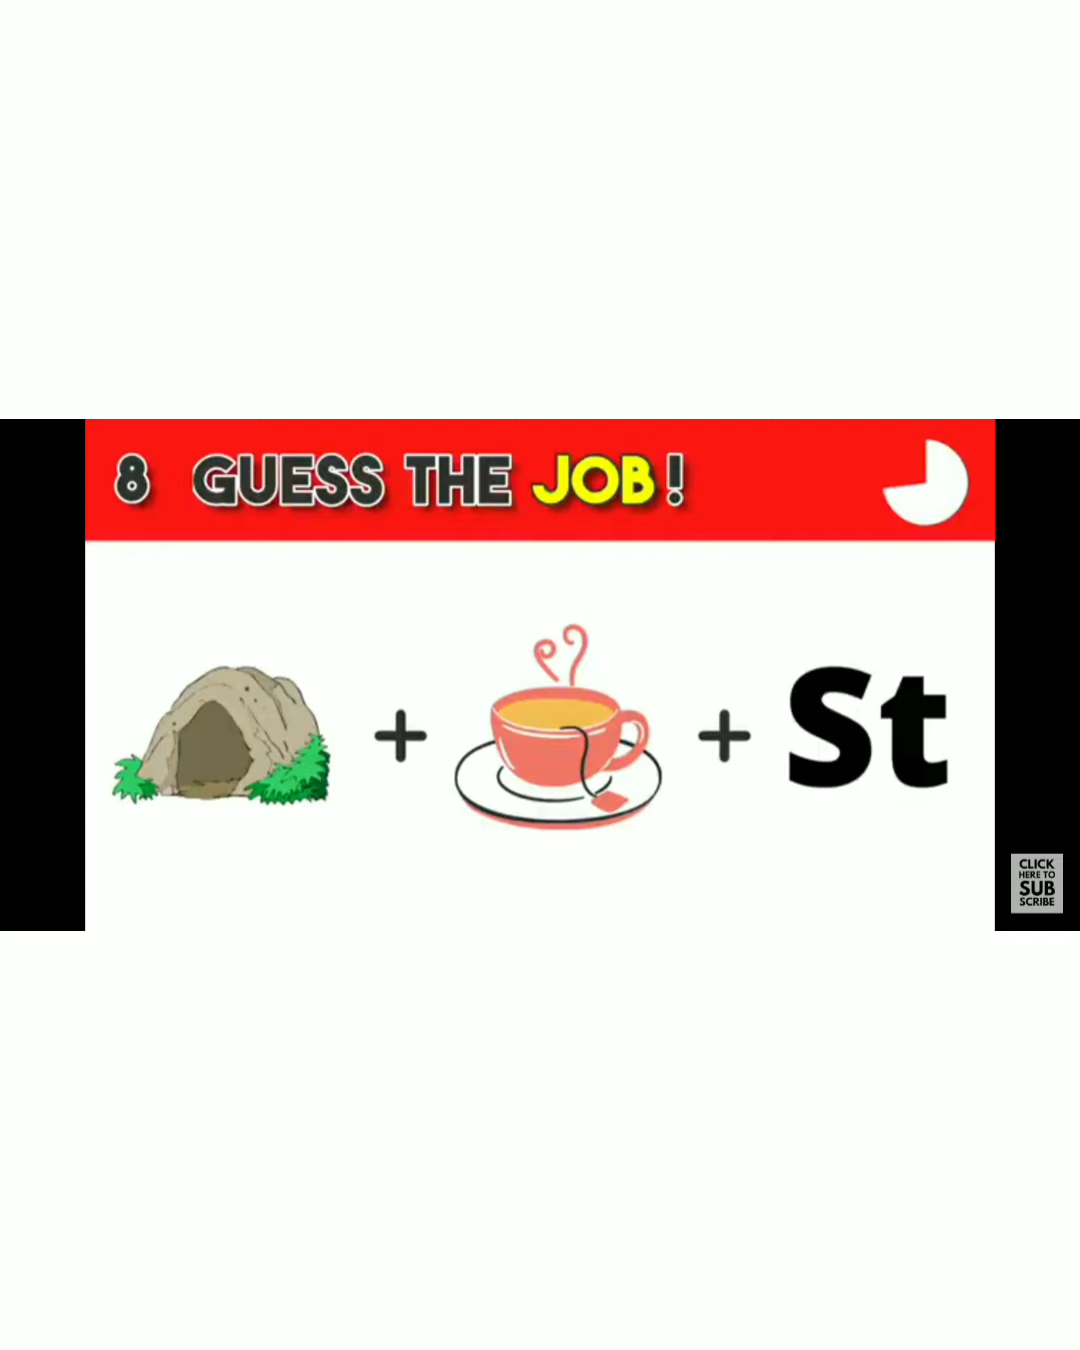 8 GUESS THE JOB!
+ + St
CLICK
HERE TO
SUB
SCRIBE